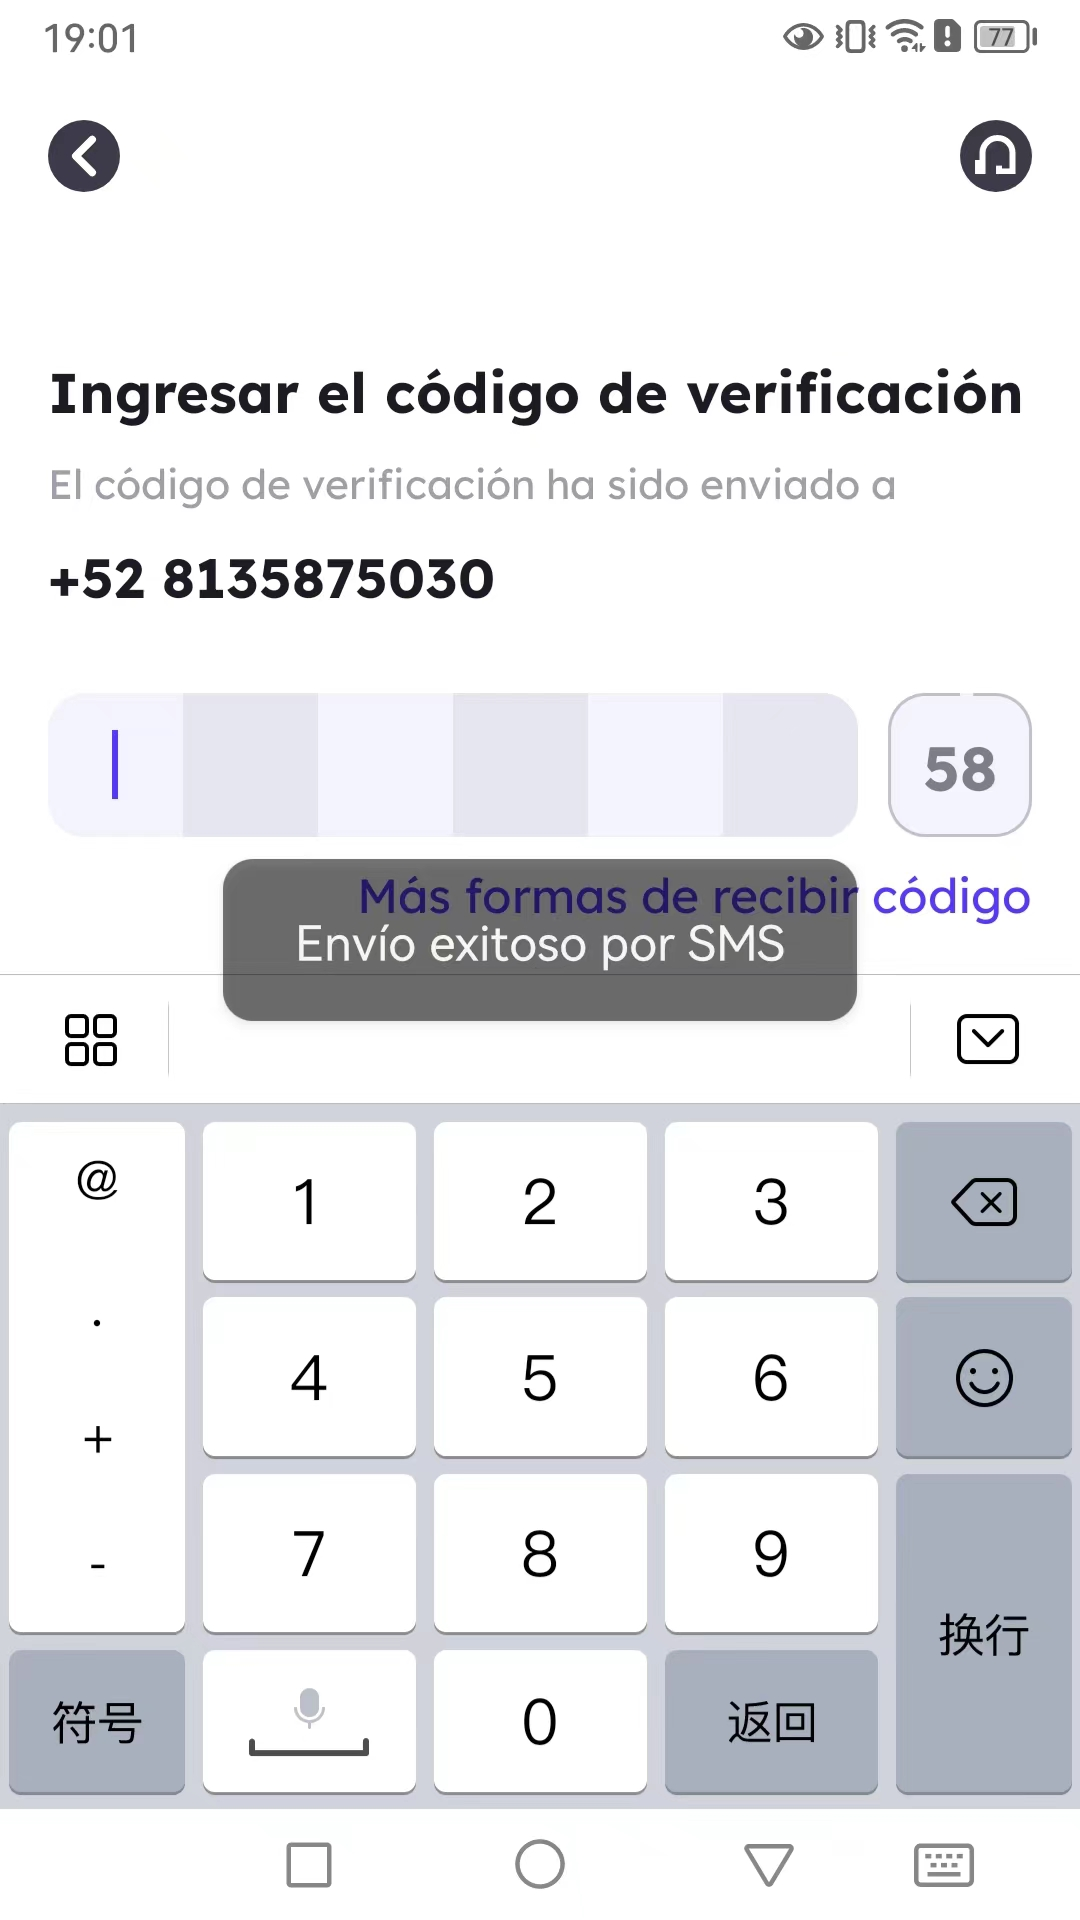 19:01
77
Ingresar el código de verificación
El código de verificación ha sido enviado a
+52 8135875030
58
Más formas de recibir código
Envío exitoso por SMS
@
1
2
3
.
4
5
6
+
7
8
9
-
换行
符号
0
返回